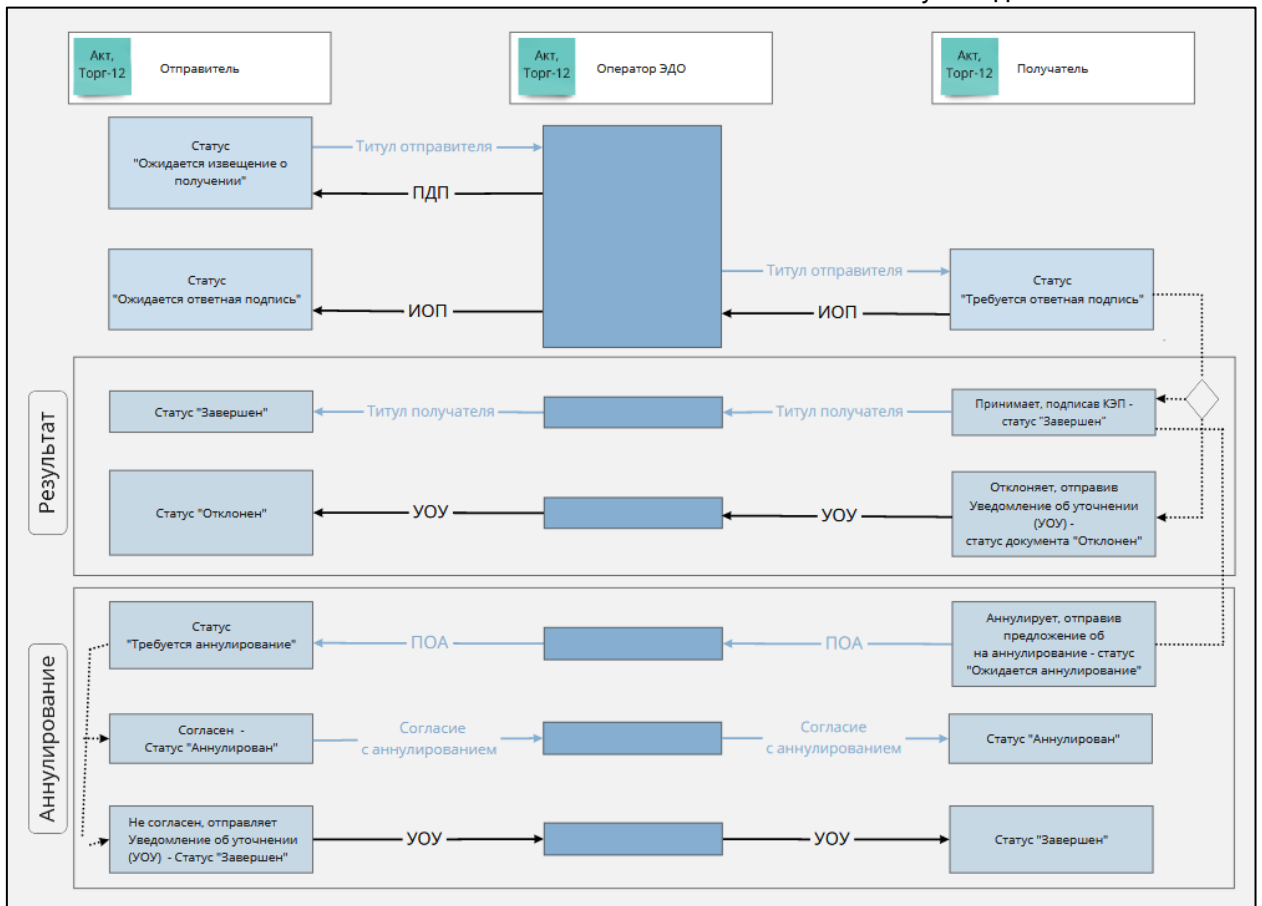 Акт,
Торг-12
Отправитель
Акт,
Торг-12
Оператор ЭДО
Акт,
Торг-12
Получатель
Статус
"Ожидается извещение о
получении"
Титул отправителя
ПДП
Статус
"Ожидается ответная подпись"
Титул отправителя
Статус
"Требуется ответная подпись"
ИОП
ИОП
Результат
Статус "Завершен"
Титул получателя
Титул получателя
Принимает, подписав КЭП -
статус "Завершен"
Статус "Отклонен"
УОУ
УОУ
Отклоняет, отправив
Уведомление об уточнении
(УОУ) -
статус документа "Отклонен"
Аннулирование
Статус
"Требуется аннулирование"
ПОА
ПОА
Аннулирует, отправив
предложение об
на аннулирование - статус
"Ожидается аннулирование"
Согласен -
Статус "Аннулирован"
Согласие
с аннулированием
Согласие
с аннулированием
Статус "Аннулирован"
Не согласен, отправляет
Уведомление об уточнении
(УОУ) - Статус "Завершен"
УОУ
УОУ
Статус "Завершен"